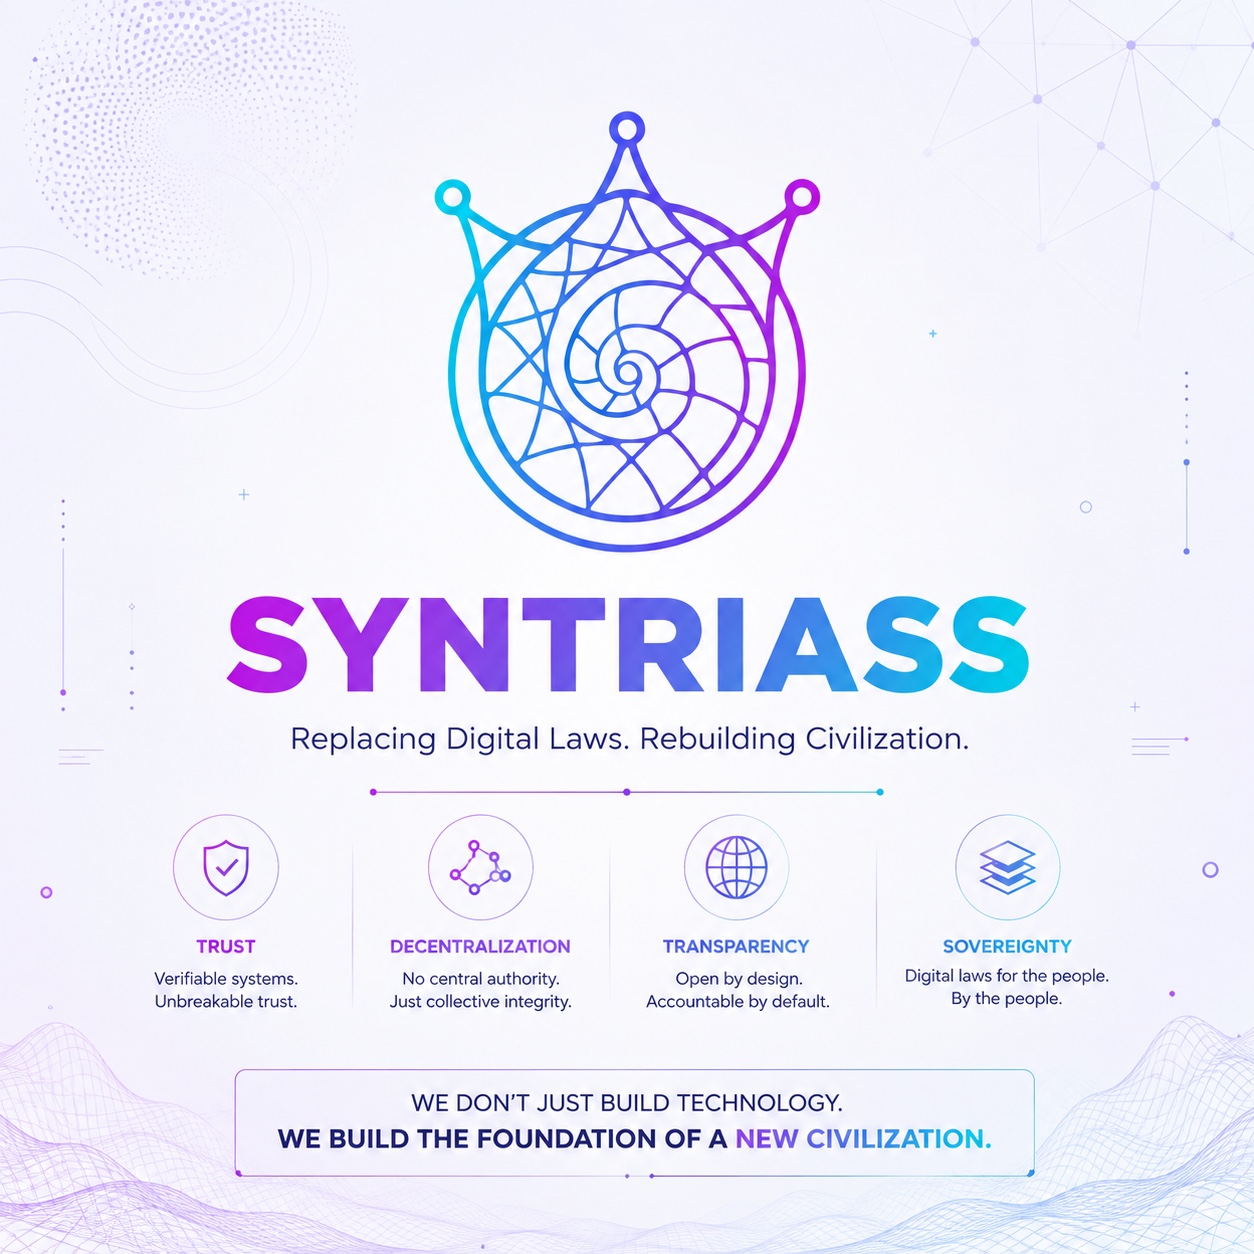 SYNTRIASS
Replacing Digital Laws. Rebuilding Civilization.
TRUST
Verifiable systems.
Unbreakable trust.
DECENTRALIZATION
No central authority.
Just collective integrity.
TRANSPARENCY
Open by design.
Accountable by default.
SOVEREIGNTY
Digital laws for the people.
By the people.
WE DON'T JUST BUILD TECHNOLOGY.
WE BUILD THE FOUNDATION OF A NEW CIVILIZATION.